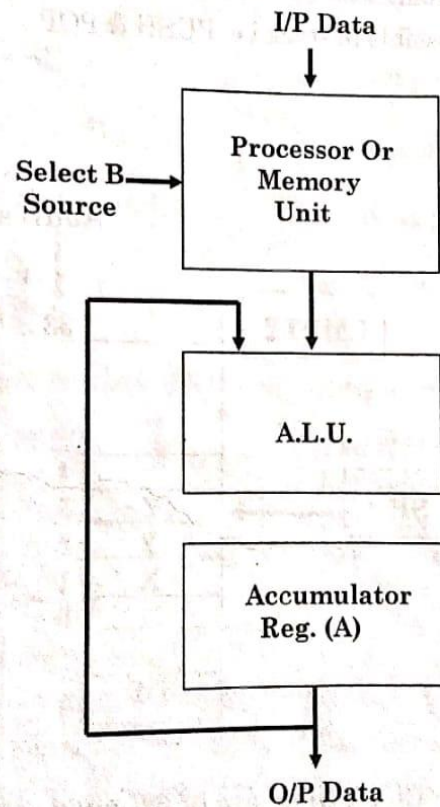 I/P Data
Processor Or
Memory
Unit
Select B
Source
A.L.U.
Accumulator
Reg. (A)
O/P Data